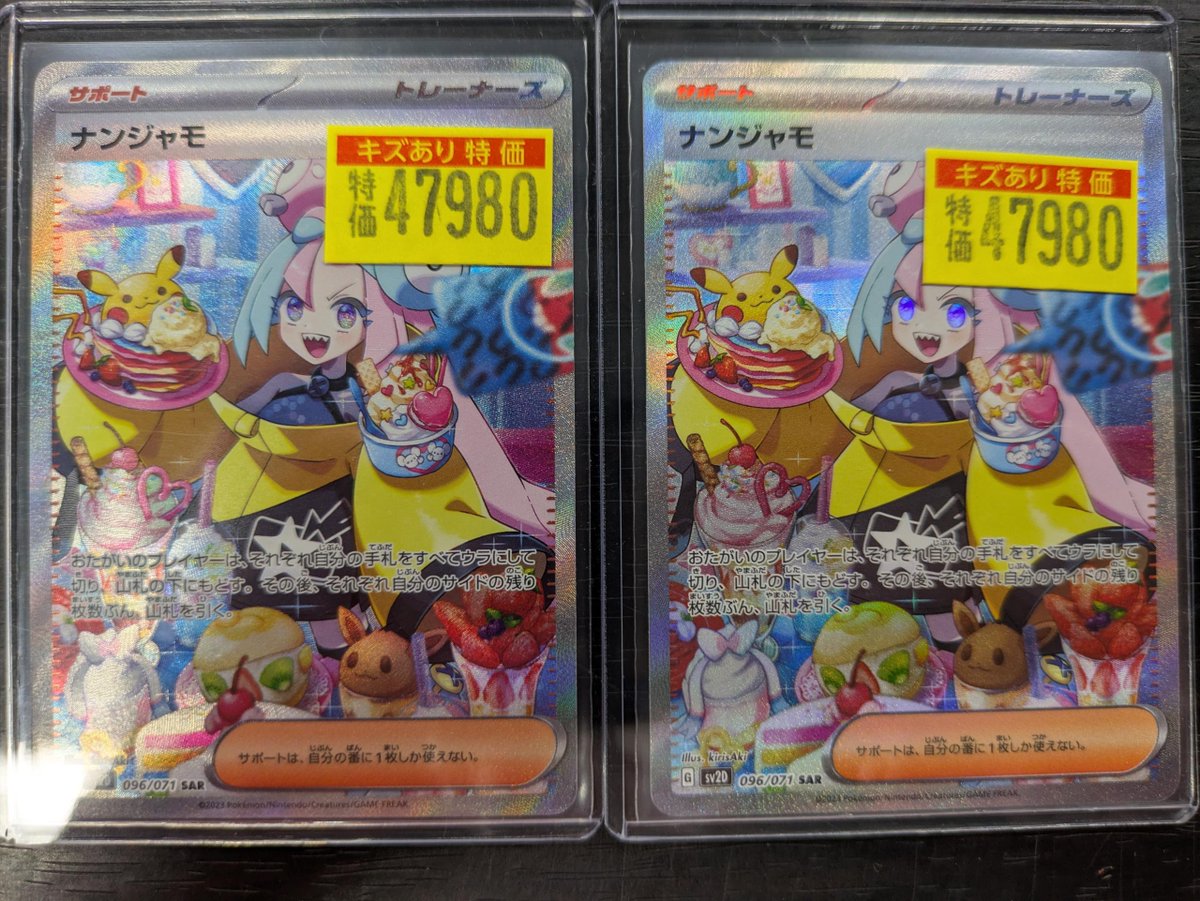 サポート
トレーナーズ
ナンジャモ
キズあり特価
特価 47980
おたがいのプレイヤーは、それぞれ自分の手札をすべてウラにして
切り、山札の下にもどす。その後、それぞれ自分のサイドの残り
枚数ぶん、山札を引く。
サポートは、自分の番に1枚しか使えない。
096/071 SAR
©2023 Pokémon/Nintendo/Creatures/GAME FREAK.
サポート
トレーナーズ
ナンジャモ
キズあり特価
特価 47980
おたがいのプレイヤーは、それぞれ自分の手札をすべてウラにして
切り、山札の下にもどす。その後、それぞれ自分のサイドの残り
枚数ぶん、山札を引く。
Illus. kirisAki
サポートは、自分の番に1枚しか使えない。
G SV2D 096/071 SAR
Pokémon/Nintendo/Creatures/GAME FREAK.